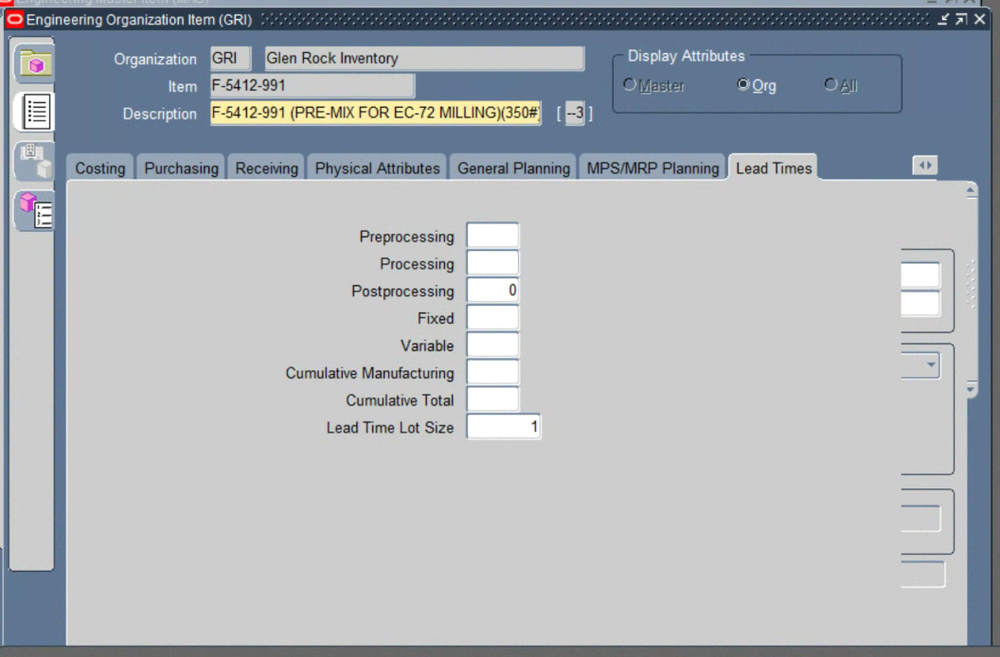 Engineering Organization Item (GRI)
Organization GRI Glen Rock Inventory
Display Attributes
Item F-5412-991
Master Org All
Description F-5412-991 (PRE-MIX FOR EC-72 MILLING)(350#) [ --3 ]
Costing Purchasing Receiving Physical Attributes General Planning MPS/MRP Planning Lead Times
Preprocessing
Processing
Postprocessing 0
Fixed
Variable
Cumulative Manufacturing
Cumulative Total
Lead Time Lot Size 1